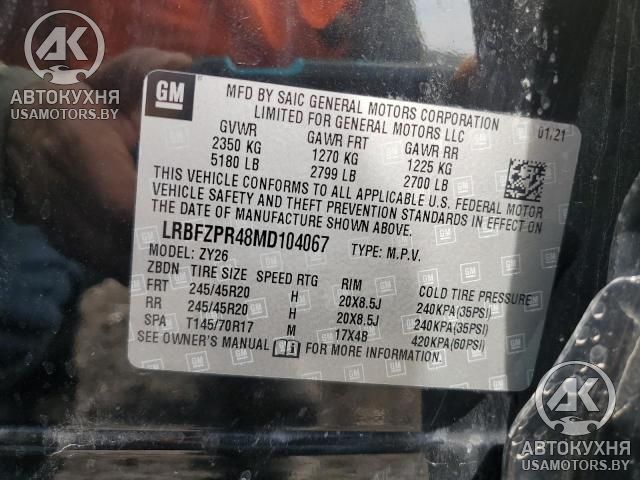 AK
АВТОКУХНЯ
USAMOTORS.BY
GM
MFD BY SAIC GENERAL MOTORS CORPORATION
LIMITED FOR GENERAL MOTORS LLC
01/21
GVWR GAWR FRT GAWR RR
2350 KG 1270 KG 1225 KG
5180 LB 2799 LB 2700 LB
THIS VEHICLE CONFORMS TO ALL APPLICABLE U.S. FEDERAL MOTOR
VEHICLE SAFETY AND THEFT PREVENTION STANDARDS IN EFFECT ON
THE DATE OF MANUFACTURE SHOWN ABOVE.
LRBFZPR48MD104067 TYPE: M.P.V.
MODEL: ZY26
ZBDN TIRE SIZE SPEED RTG RIM COLD TIRE PRESSURE
FRT 245/45R20 H 20X8.5J 240KPA(35PSI)
RR 245/45R20 H 20X8.5J 240KPA(35PSI)
SPA T145/70R17 M 17X4B 420KPA(60PSI)
SEE OWNER'S MANUAL FOR MORE INFORMATION.
AK
АВТОКУХНЯ
USAMOTORS.BY